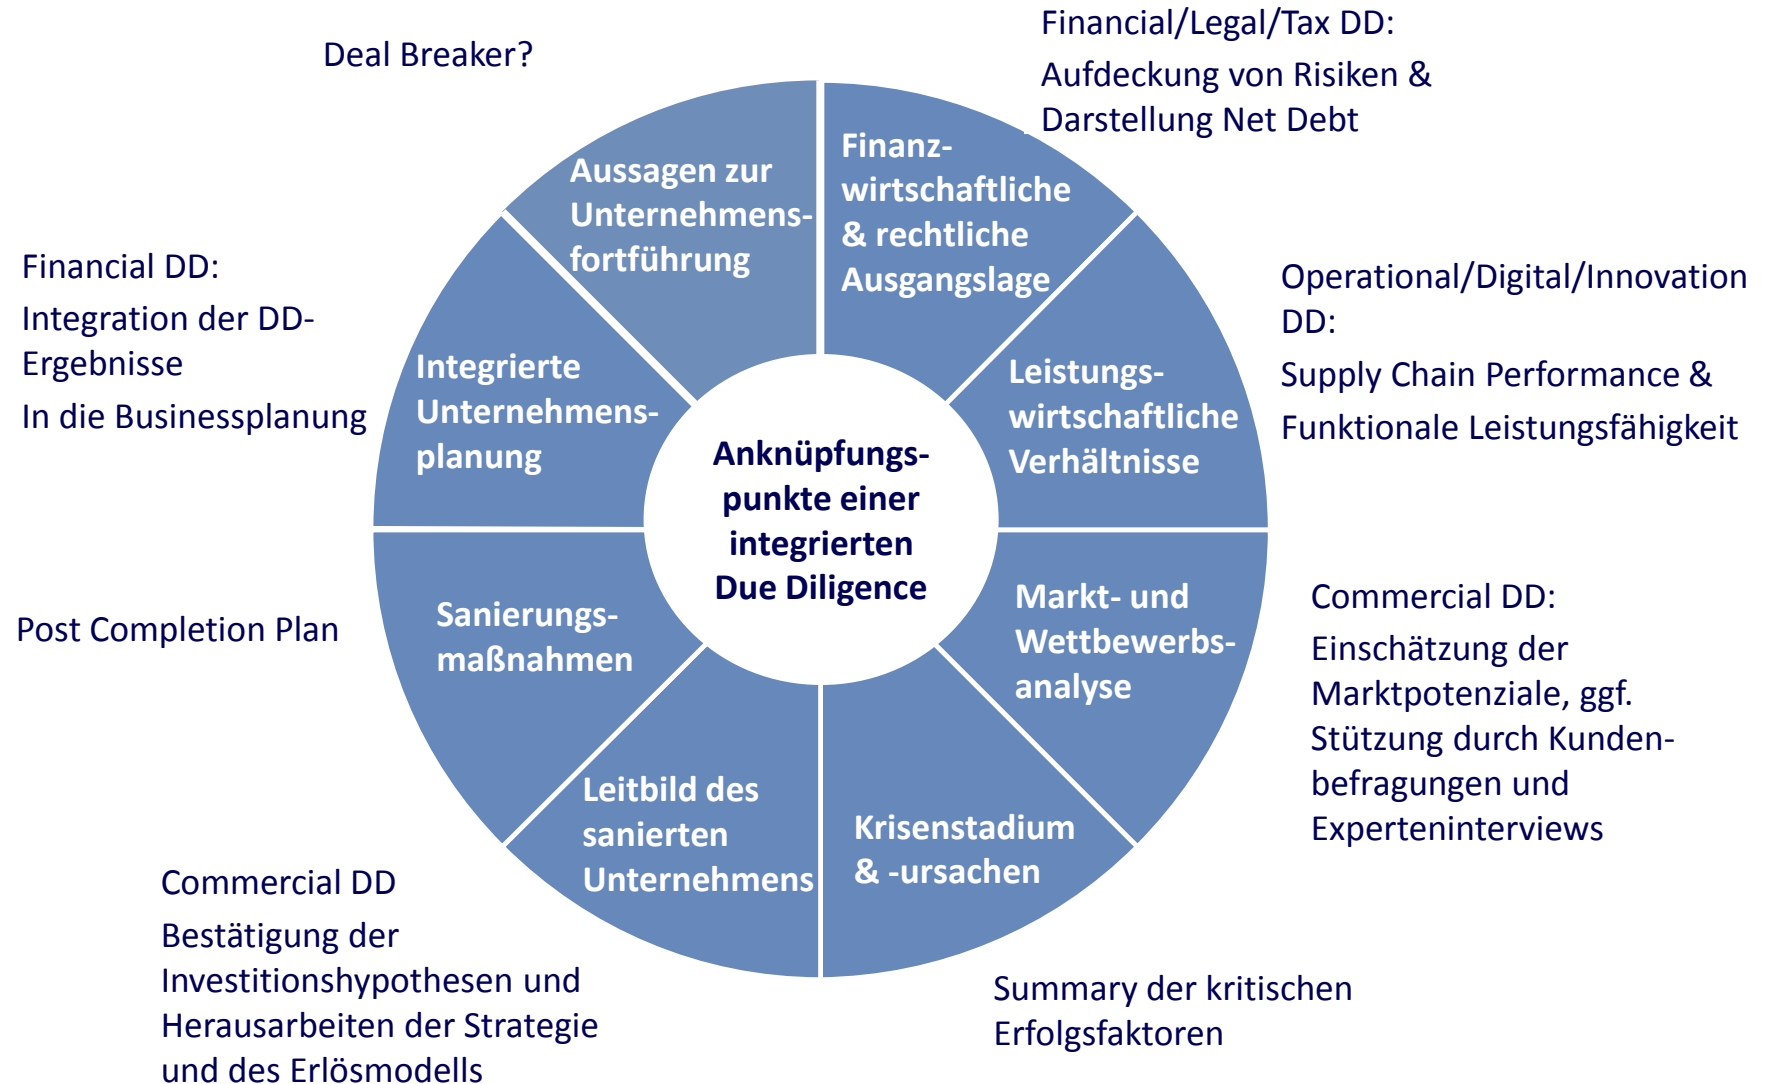 Deal Breaker?
Financial/Legal/Tax DD:
Aufdeckung von Risiken &
Darstellung Net Debt
Aussagen zur
Unternehmens-
fortführung
Finanz-
wirtschaftliche
& rechtliche
Ausgangslage
Financial DD:
Integration der DD-
Ergebnisse
In die Businessplanung
Operational/Digital/Innovation
DD:
Supply Chain Performance &
Funktionale Leistungsfähigkeit
Integrierte
Unternehmens-
planung
Leistungs-
wirtschaftliche
Verhältnisse
Anknüpfungs-
punkte einer
integrierten
Due Diligence
Post Completion Plan
Sanierungs-
maßnahmen
Markt- und
Wettbewerbs-
analyse
Commercial DD:
Einschätzung der
Marktpotenziale, ggf.
Stützung durch Kunden-
befragungen und
Experteninterviews
Leitbild des
sanierten
Unternehmens
Krisenstadium
& -ursachen
Commercial DD
Bestätigung der
Investitionshypothesen und
Herausarbeiten der Strategie
und des Erlösmodells
Summary der kritischen
Erfolgsfaktoren